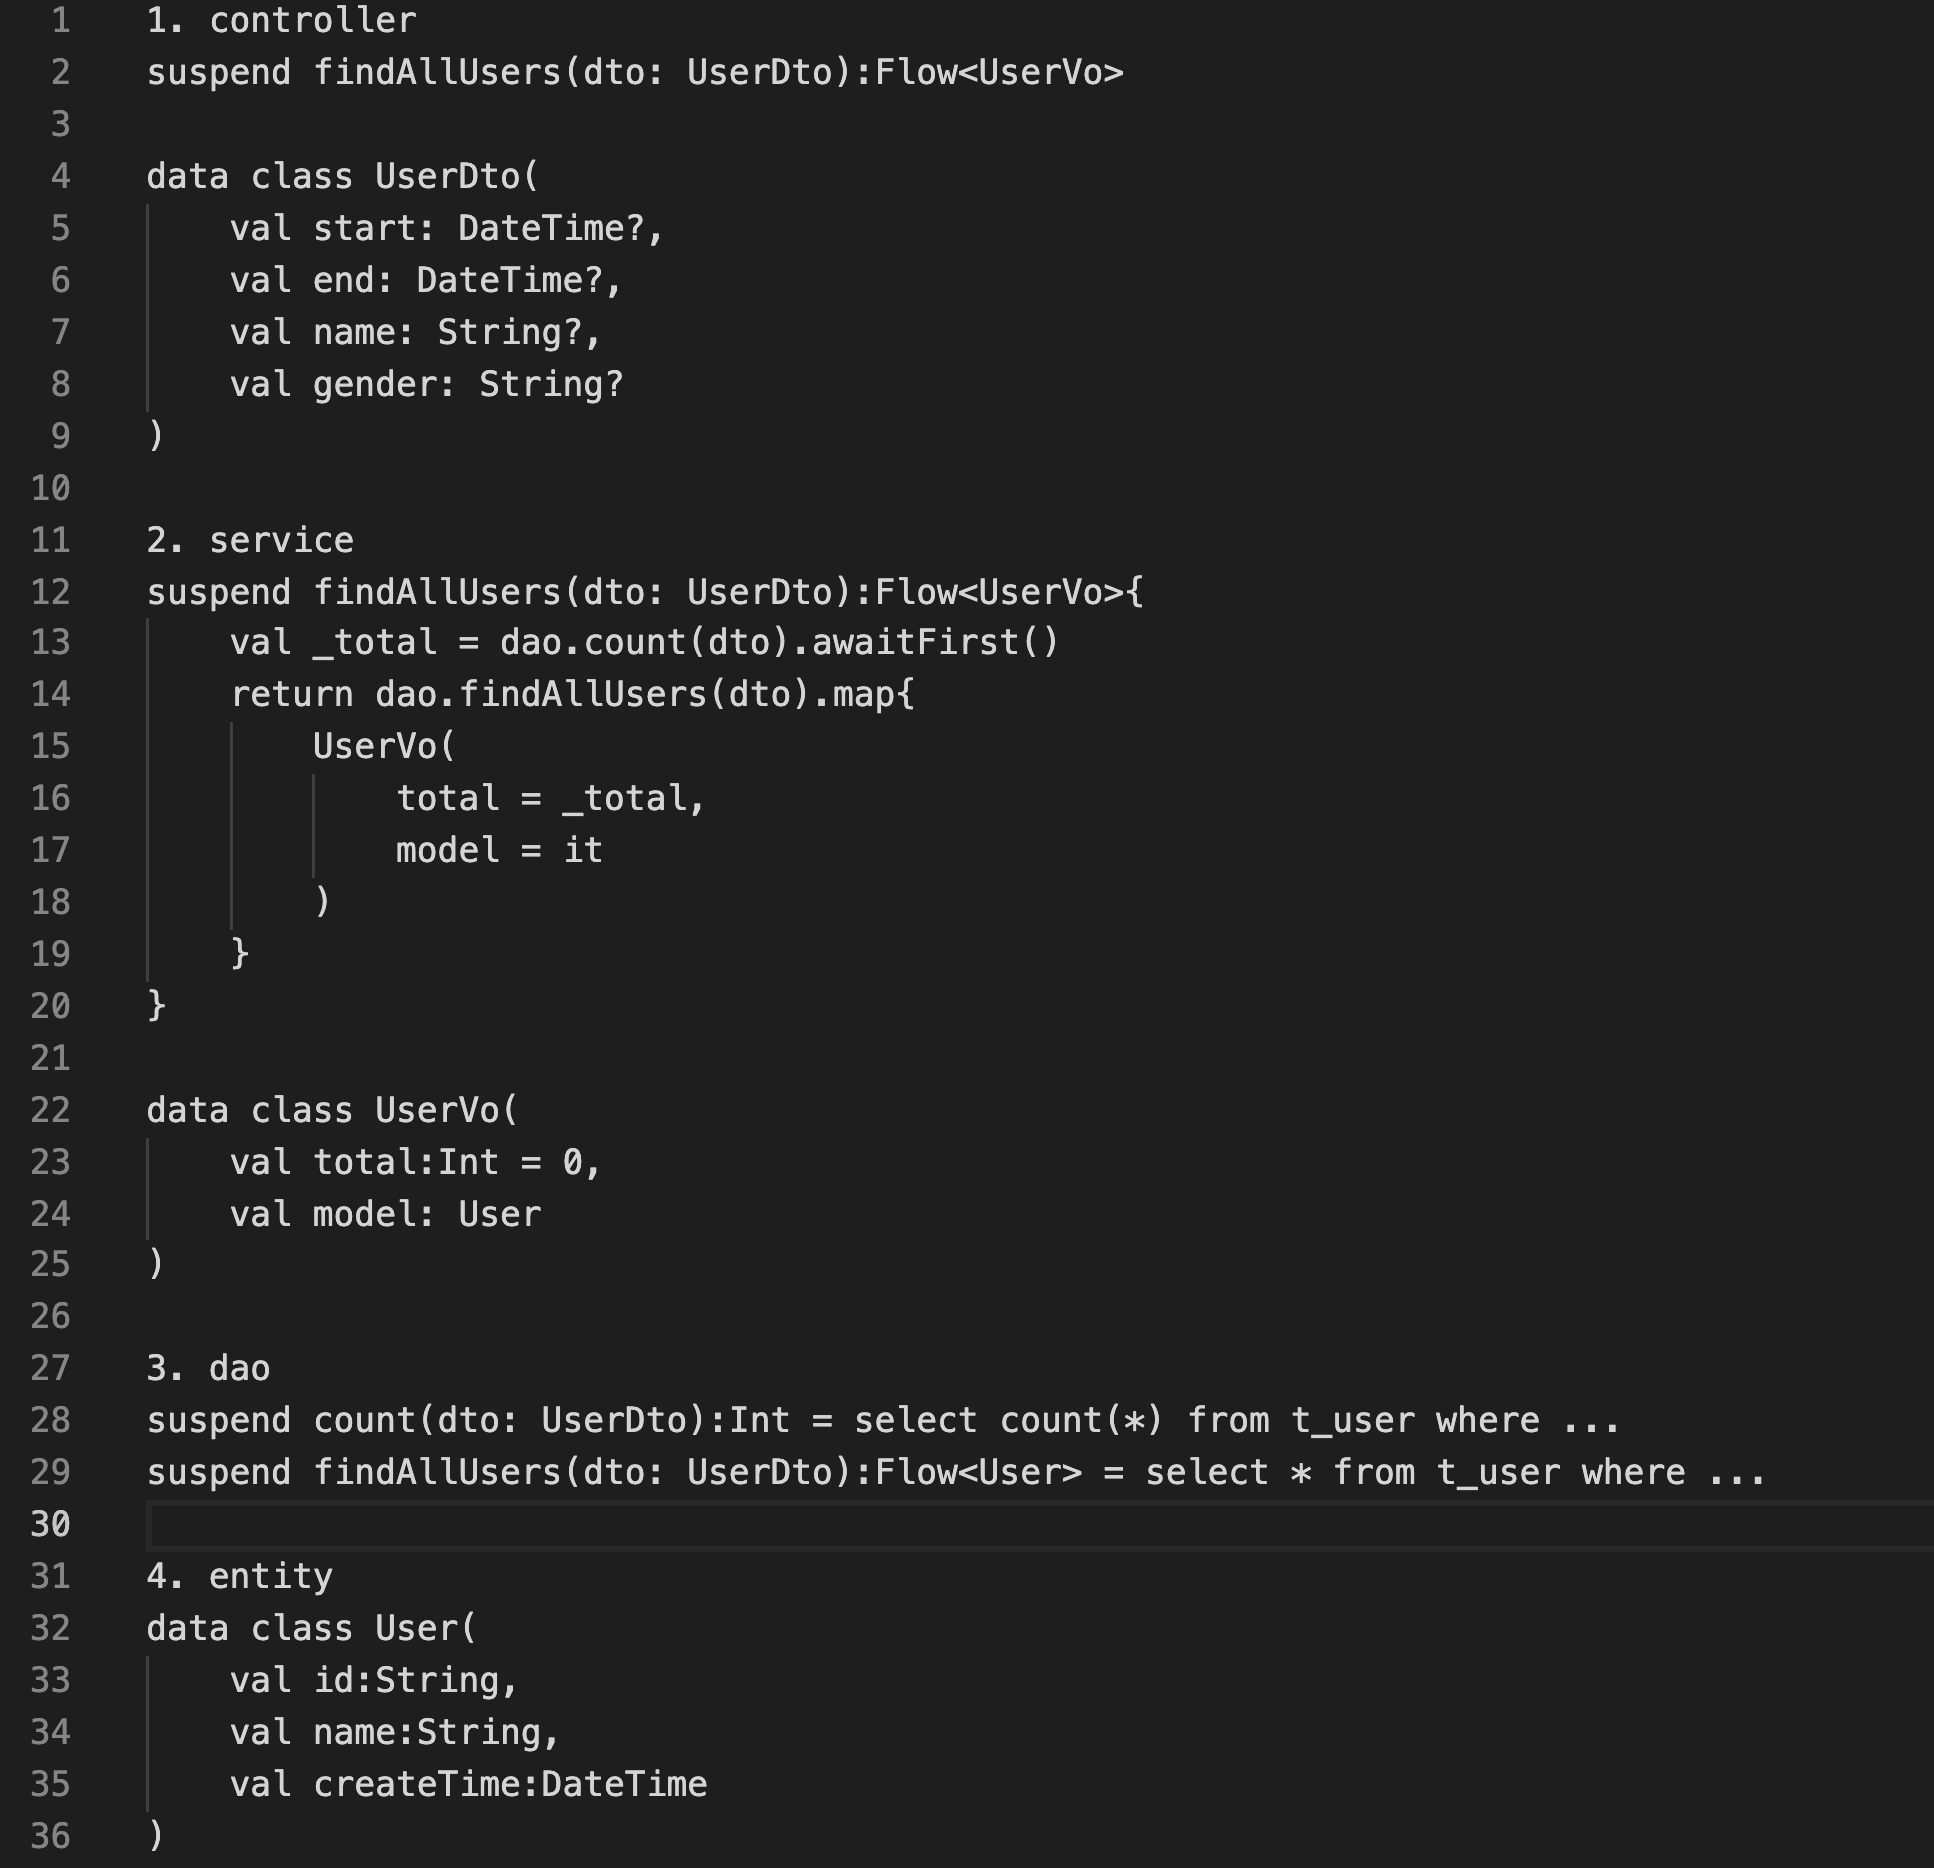 1 1. controller
2 suspend findAllUsers(dto: UserDto):Flow<UserVo>
3
4 data class UserDto(
5     val start: DateTime?,
6     val end: DateTime?,
7     val name: String?,
8     val gender: String?
9 )
10
11 2. service
12 suspend findAllUsers(dto: UserDto):Flow<UserVo>{
13     val _total = dao.count(dto).awaitFirst()
14     return dao.findAllUsers(dto).map{
15         UserVo(
16             total = _total,
17             model = it
18         )
19     }
20 }
21
22 data class UserVo(
23     val total:Int = 0,
24     val model: User
25 )
26
27 3. dao
28 suspend count(dto: UserDto):Int = select count(*) from t_user where ...
29 suspend findAllUsers(dto: UserDto):Flow<User> = select * from t_user where ...
30
31 4. entity
32 data class User(
33     val id:String,
34     val name:String,
35     val createTime:DateTime
36 )